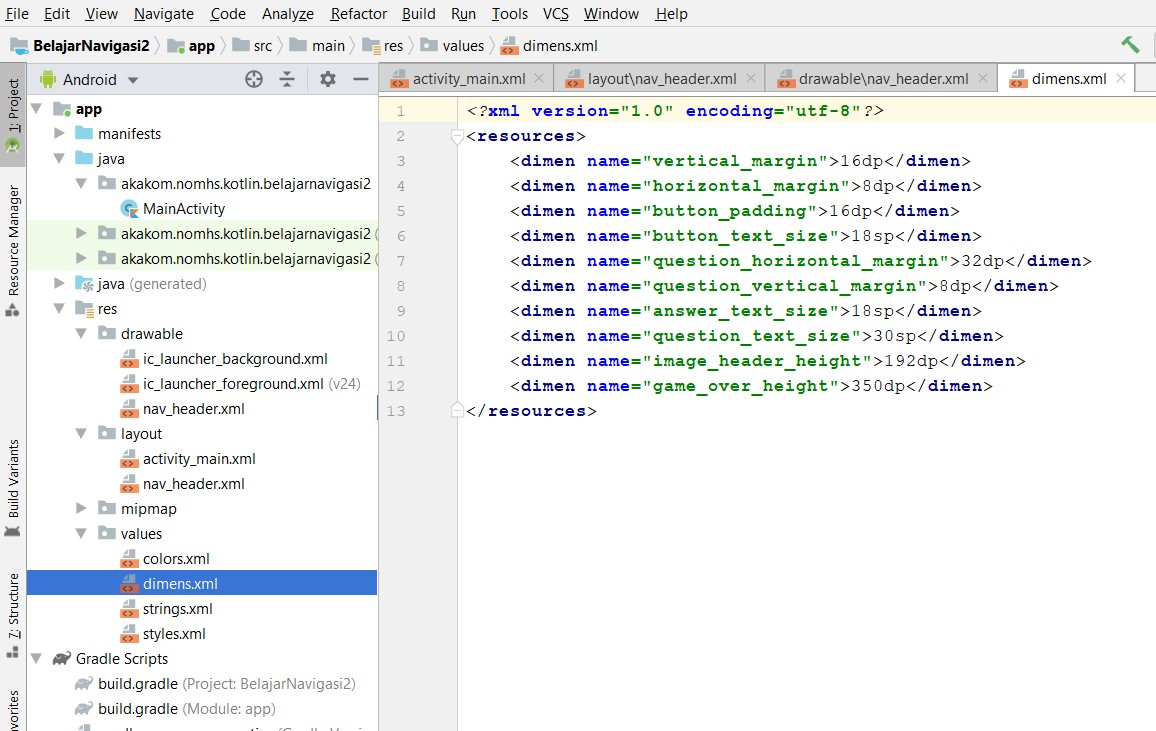 File Edit View Navigate Code Analyze Refactor Build Run Tools VCS Window Help
BelajarNavigasi2 app src main res values dimens.xml
Android
activity_main.xml layout\nav_header.xml drawable\nav_header.xml dimens.xml
1: Project
Resource Manager
Build Variants
7: Structure
app
manifests
java
akakom.nomhs.kotlin.belajarnavigasi2
MainActivity
akakom.nomhs.kotlin.belajarnavigasi2 (
akakom.nomhs.kotlin.belajarnavigasi2 (
java (generated)
res
drawable
ic_launcher_background.xml
ic_launcher_foreground.xml (v24)
nav_header.xml
layout
activity_main.xml
nav_header.xml
mipmap
values
colors.xml
dimens.xml
strings.xml
styles.xml
Gradle Scripts
build.gradle (Project: BelajarNavigasi2)
build.gradle (Module: app)
1 <?xml version="1.0" encoding="utf-8"?>
2 <resources>
3 <dimen name="vertical_margin">16dp</dimen>
4 <dimen name="horizontal_margin">8dp</dimen>
5 <dimen name="button_padding">16dp</dimen>
6 <dimen name="button_text_size">18sp</dimen>
7 <dimen name="question_horizontal_margin">32dp</dimen>
8 <dimen name="question_vertical_margin">8dp</dimen>
9 <dimen name="answer_text_size">18sp</dimen>
10 <dimen name="question_text_size">30sp</dimen>
11 <dimen name="image_header_height">192dp</dimen>
12 <dimen name="game_over_height">350dp</dimen>
13 </resources>